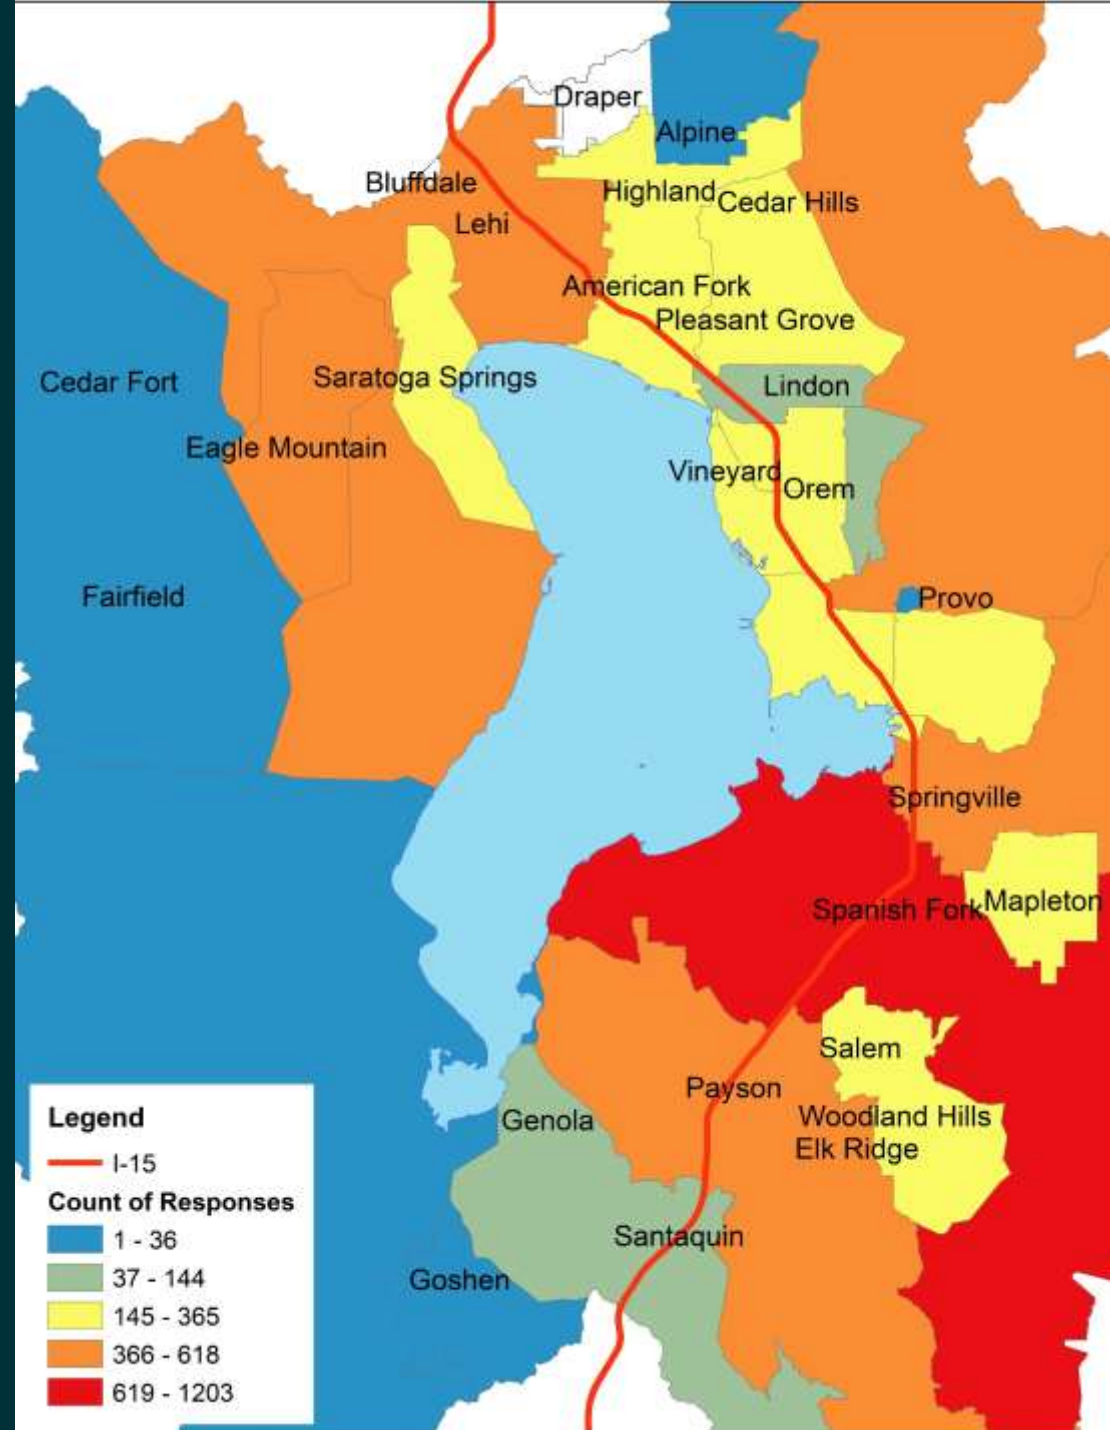 Draper
Alpine
Bluffdale
Highland
Cedar Hills
Lehi
American Fork
Pleasant Grove
Cedar Fort
Saratoga Springs
Lindon
Eagle Mountain
Vineyard
Orem
Fairfield
Provo
Springville
Spanish Fork
Mapleton
Salem
Payson
Genola
Woodland Hills
Elk Ridge
Santaquin
Goshen
Legend
I-15
Count of Responses
1 - 36
37 - 144
145 - 365
366 - 618
619 - 1203